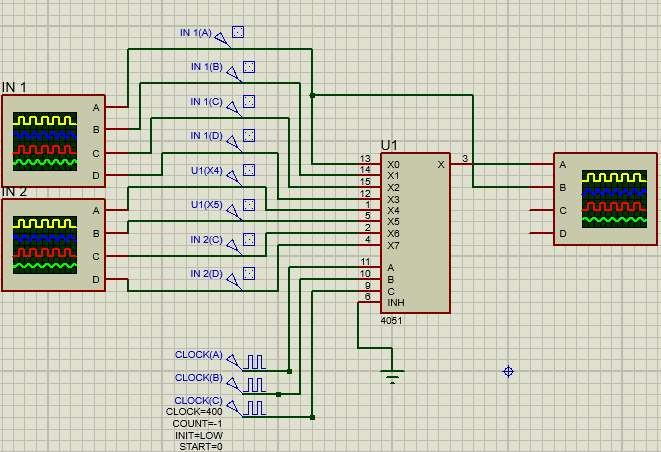 IN 1(A)
IN 1(B)
IN 1(C)
IN 1(D)
U1(X4)
U1(X5)
IN 2(C)
IN 2(D)
IN 1
A
B
C
D
IN 2
A
B
C
D
U1
13 X0 X 3
14 X1
15 X2
12 X3
1 X4
5 X5
2 X6
4 X7
11 A
10 B
9 C
6 INH
4051
A
B
C
D
CLOCK(A)
CLOCK(B)
CLOCK(C)
CLOCK=400
COUNT=-1
INIT=LOW
START=0